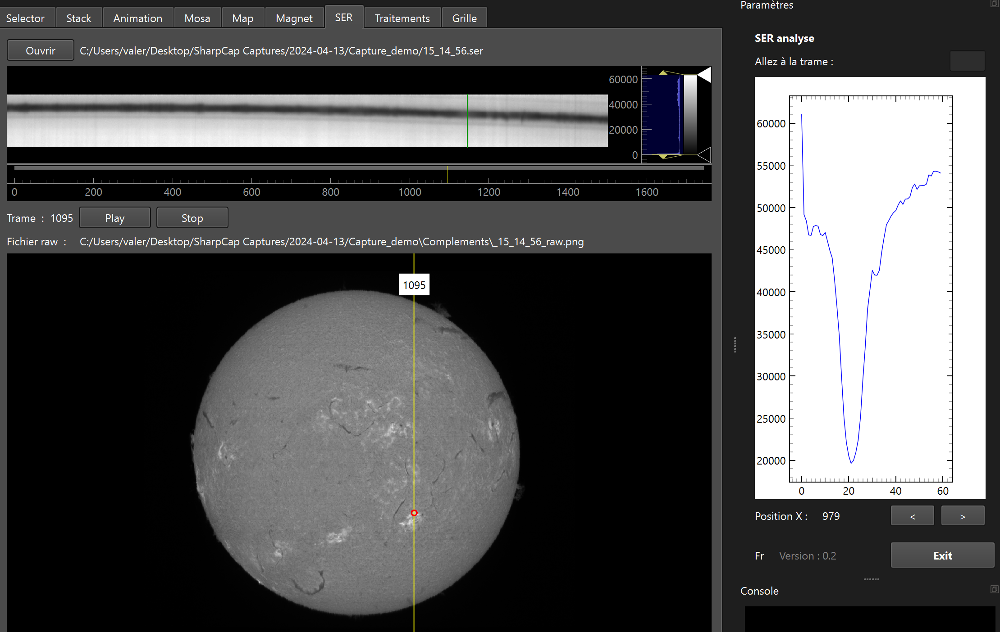 Selector Stack Animation Mosa Map Magnet SER Traitements Grille
Ouvrir C:/Users/valer/Desktop/SharpCap Captures/2024-04-13/Capture_demo/15_14_56.ser
60000
40000
20000
0
0 200 400 600 800 1000 1200 1400 1600
Trame : 1095 Play Stop
Fichier raw : C:/Users/valer/Desktop/SharpCap Captures/2024-04-13/Capture_demo\Complements\_15_14_56_raw.png
1095
Paramètres
SER analyse
Allez à la trame :
60000
55000
50000
45000
40000
35000
30000
25000
20000
0 20 40 60
Position X : 979 < >
Fr Version : 0.2 Exit
Console